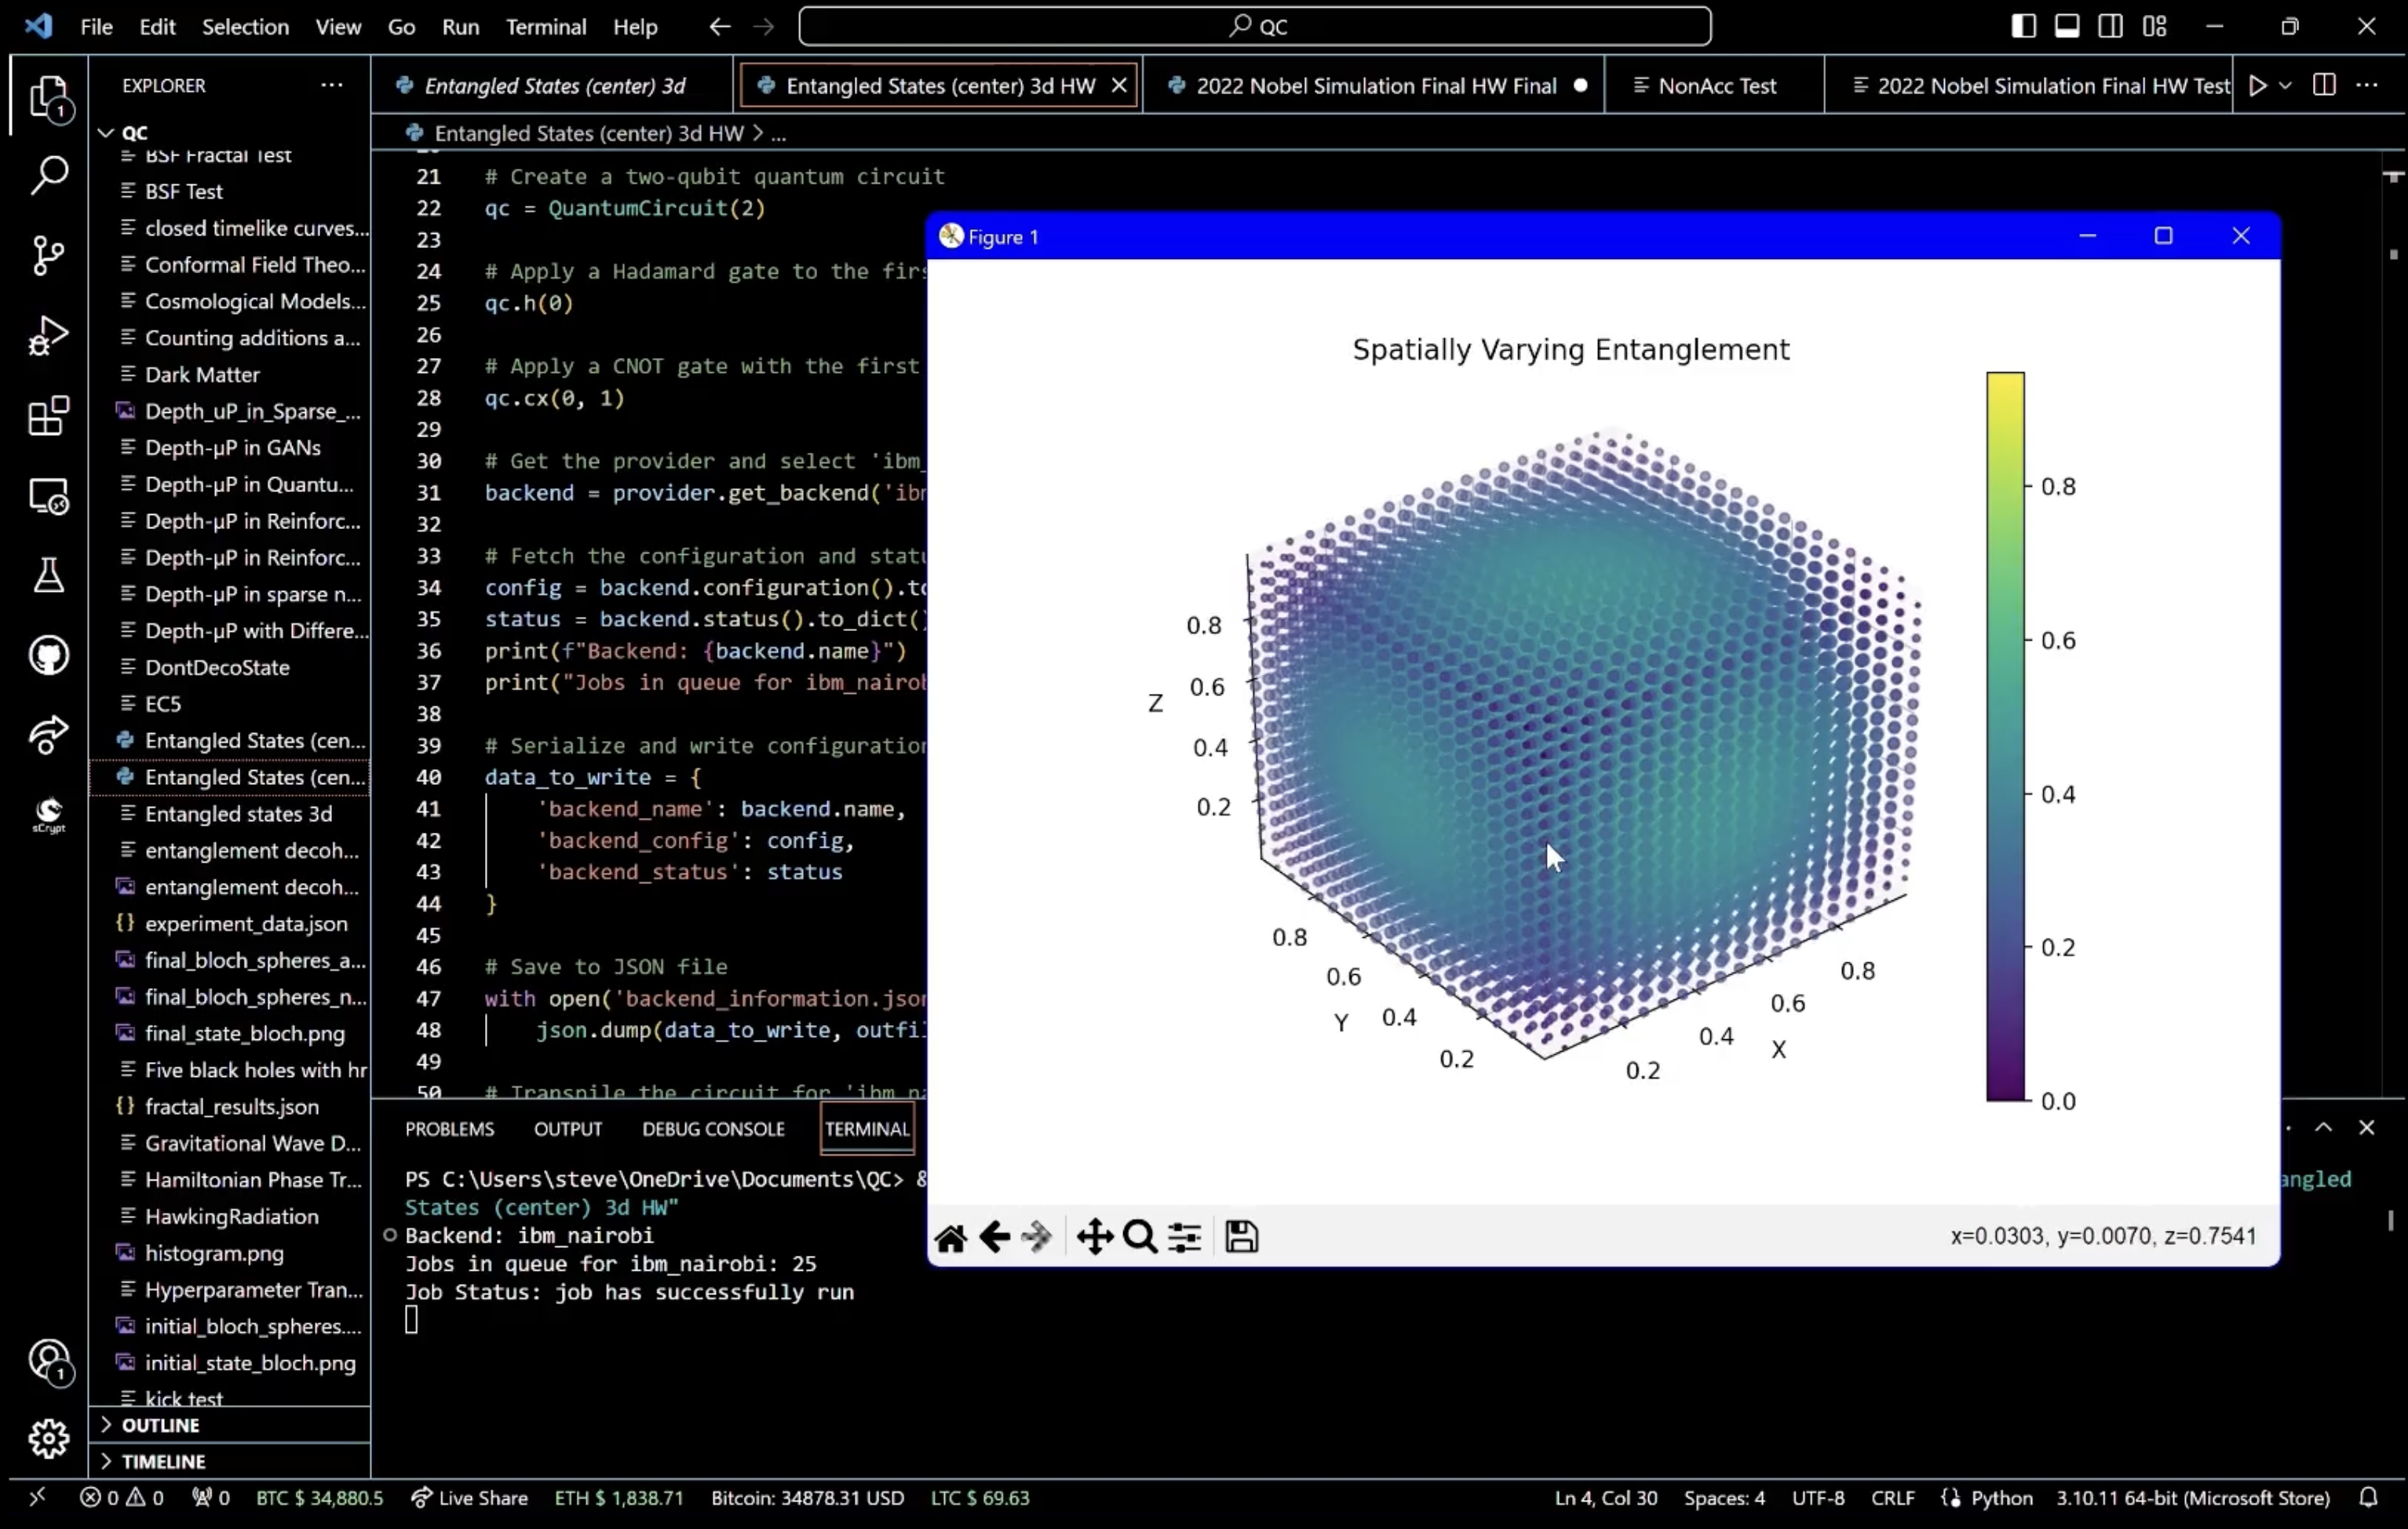 File Edit Selection View Go Run Terminal Help
QC
EXPLORER
QC
BSF Fractal Test
BSF Test
closed timelike curves...
Conformal Field Theo...
Cosmological Models...
Counting additions a...
Dark Matter
Depth_uP_in_Sparse_...
Depth-µP in GANs
Depth-µP in Quantu...
Depth-µP in Reinforc...
Depth-µP in Reinforc...
Depth-µP in sparse n...
Depth-µP with Differe...
DontDecoState
EC5
Entangled States (cen...
Entangled States (cen...
Entangled states 3d
entanglement decoh...
entanglement decoh...
experiment_data.json
final_bloch_spheres_a...
final_bloch_spheres_n...
final_state_bloch.png
Five black holes with hr
fractal_results.json
Gravitational Wave D...
Hamiltonian Phase Tr...
HawkingRadiation
histogram.png
Hyperparameter Tran...
initial_bloch_spheres....
initial_state_bloch.png
kick test
OUTLINE
TIMELINE
1
sCrypt
1
Entangled States (center) 3d
Entangled States (center) 3d HW
2022 Nobel Simulation Final HW Final
NonAcc Test
2022 Nobel Simulation Final HW Test
Entangled States (center) 3d HW > ...
21 # Create a two-qubit quantum circuit
22 qc = QuantumCircuit(2)
23
24 # Apply a Hadamard gate to the firs
25 qc.h(0)
26
27 # Apply a CNOT gate with the first
28 qc.cx(0, 1)
29
30 # Get the provider and select 'ibm_
31 backend = provider.get_backend('ibm
32
33 # Fetch the configuration and statu
34 config = backend.configuration().to
35 status = backend.status().to_dict()
36 print(f"Backend: {backend.name}")
37 print("Jobs in queue for ibm_nairob
38
39 # Serialize and write configuration
40 data_to_write = {
41 'backend_name': backend.name,
42 'backend_config': config,
43 'backend_status': status
44 }
45
46 # Save to JSON file
47 with open('backend_information.json
48 json.dump(data_to_write, outfi
49
50 # Transpile the circuit for 'ibm_na
Figure 1
Spatially Varying Entanglement
0.8
0.6
0.4
0.2
0.0
Z
0.8
0.6
0.4
0.2
Y
0.8
0.6
0.4
0.2
X
0.2
0.4
0.6
0.8
x=0.0303, y=0.0070, z=0.7541
PROBLEMS OUTPUT DEBUG CONSOLE TERMINAL
PS C:\Users\steve\OneDrive\Documents\QC> &
angled
States (center) 3d HW"
Backend: ibm_nairobi
Jobs in queue for ibm_nairobi: 25
Job Status: job has successfully run
0 0 0 BTC $ 34,880.5 Live Share ETH $ 1,838.71 Bitcoin: 34878.31 USD LTC $ 69.63 Ln 4, Col 30 Spaces: 4 UTF-8 CRLF Python 3.10.11 64-bit (Microsoft Store)